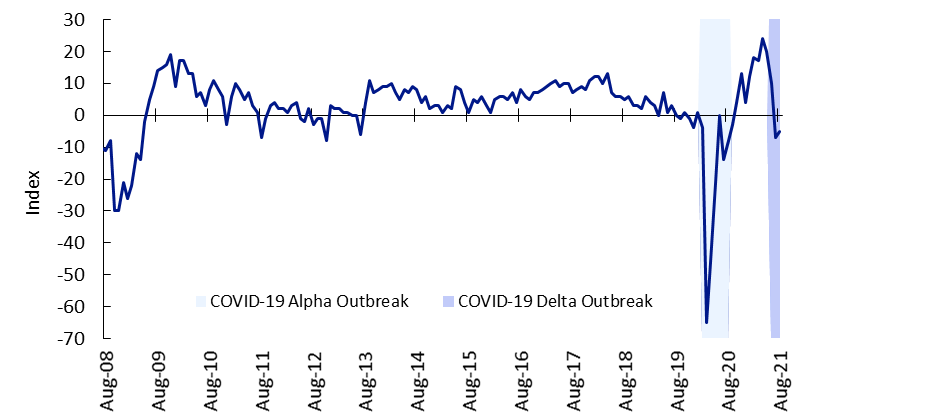 30
20
10
0
-10
-20
-30
-40
-50
-60
-70
Index
COVID-19 Alpha Outbreak
COVID-19 Delta Outbreak
Aug-08
Aug-09
Aug-10
Aug-11
Aug-12
Aug-13
Aug-14
Aug-15
Aug-16
Aug-17
Aug-18
Aug-19
Aug-20
Aug-21